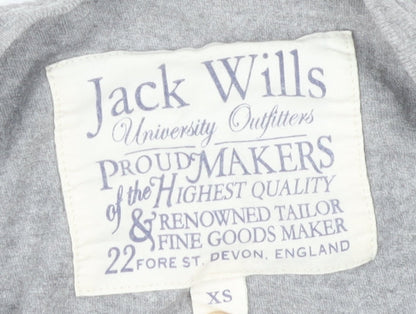 Jack Wills
University Outfitters
PROUD MAKERS
of the HIGHEST QUALITY
& RENOWNED TAILOR
FINE GOODS MAKER
22 FORE ST. DEVON, ENGLAND
XS